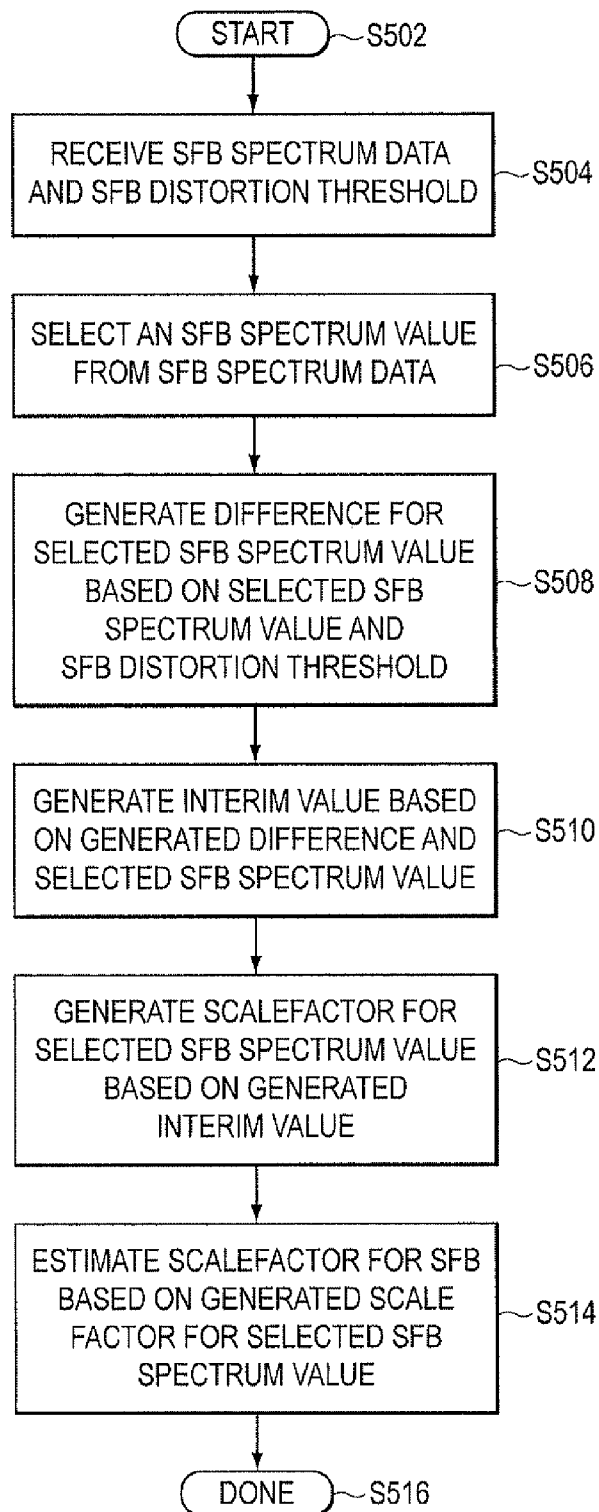 START
S502
RECEIVE SFB SPECTRUM DATA
AND SFB DISTORTION THRESHOLD
S504
SELECT AN SFB SPECTRUM VALUE
FROM SFB SPECTRUM DATA
S506
GENERATE DIFFERENCE FOR
SELECTED SFB SPECTRUM VALUE
BASED ON SELECTED SFB
SPECTRUM VALUE AND
SFB DISTORTION THRESHOLD
S508
GENERATE INTERIM VALUE BASED
ON GENERATED DIFFERENCE AND
SELECTED SFB SPECTRUM VALUE
S510
GENERATE SCALEFACTOR FOR
SELECTED SFB SPECTRUM VALUE
BASED ON GENERATED
INTERIM VALUE
S512
ESTIMATE SCALEFACTOR FOR SFB
BASED ON GENERATED SCALE
FACTOR FOR SELECTED SFB
SPECTRUM VALUE
S514
DONE
S516